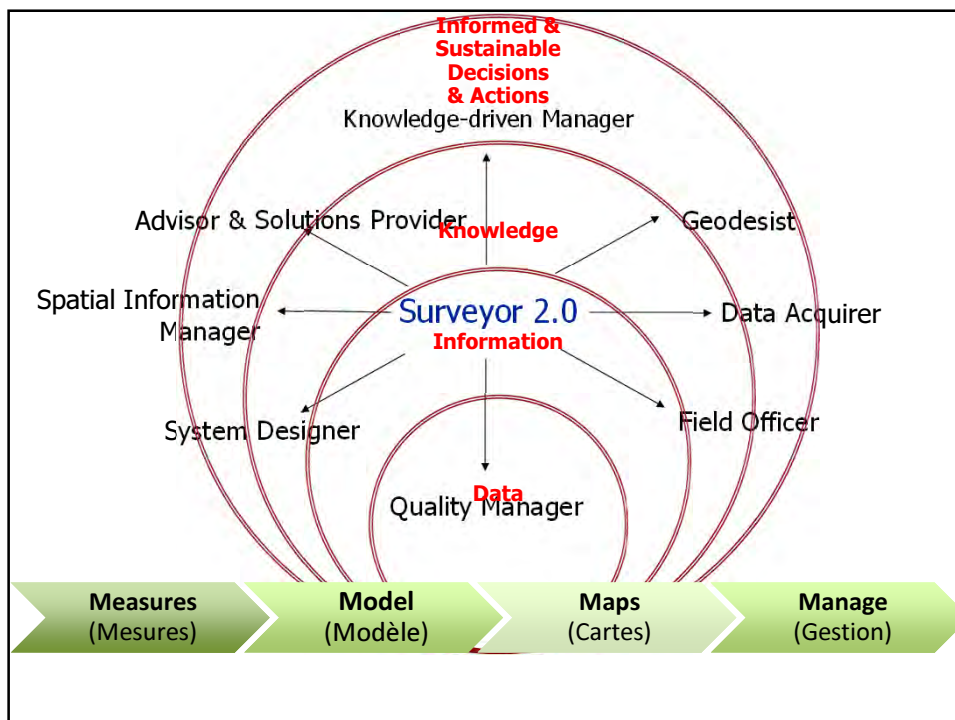 Informed &
Sustainable
Decisions
& Actions
Knowledge-driven Manager
Advisor & Solutions Provider
Knowledge
Geodesist
Spatial Information
Manager
Surveyor 2.0
Data Acquirer
Information
System Designer
Field Officer
Data
Quality Manager
Measures
(Mesures)
Model
(Modèle)
Maps
(Cartes)
Manage
(Gestion)